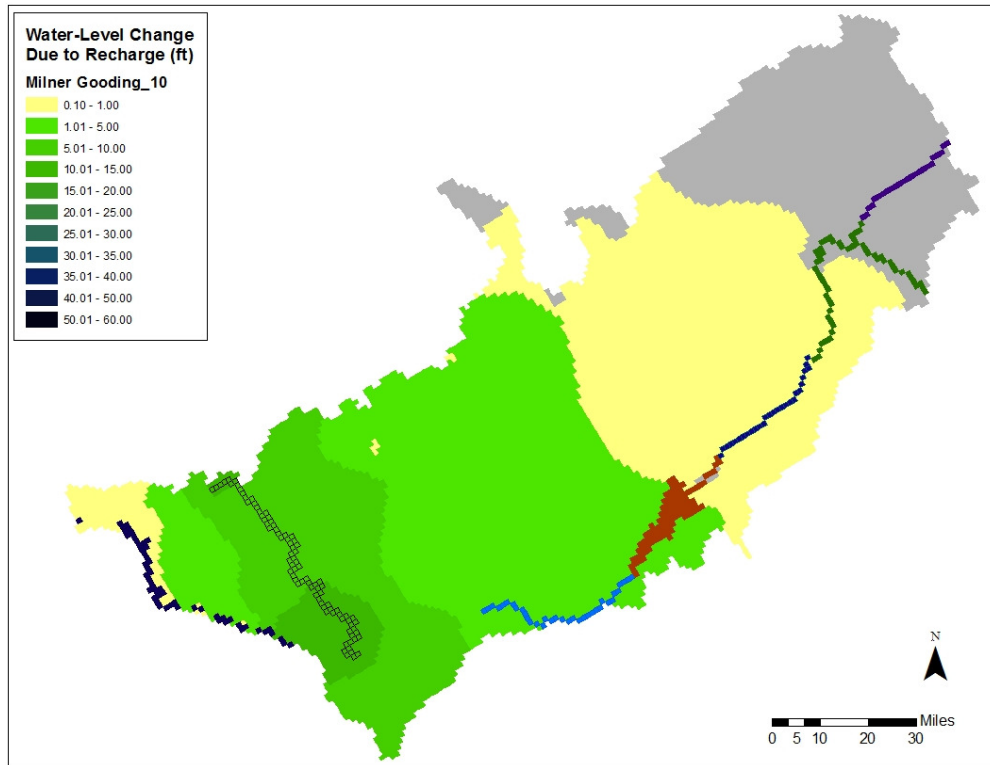 Water-Level Change
Due to Recharge (ft)
Milner Gooding_10
0.10 - 1.00
1.01 - 5.00
5.01 - 10.00
10.01 - 15.00
15.01 - 20.00
20.01 - 25.00
25.01 - 30.00
30.01 - 35.00
35.01 - 40.00
40.01 - 50.00
50.01 - 60.00
N
Miles
0 5 10 20 30